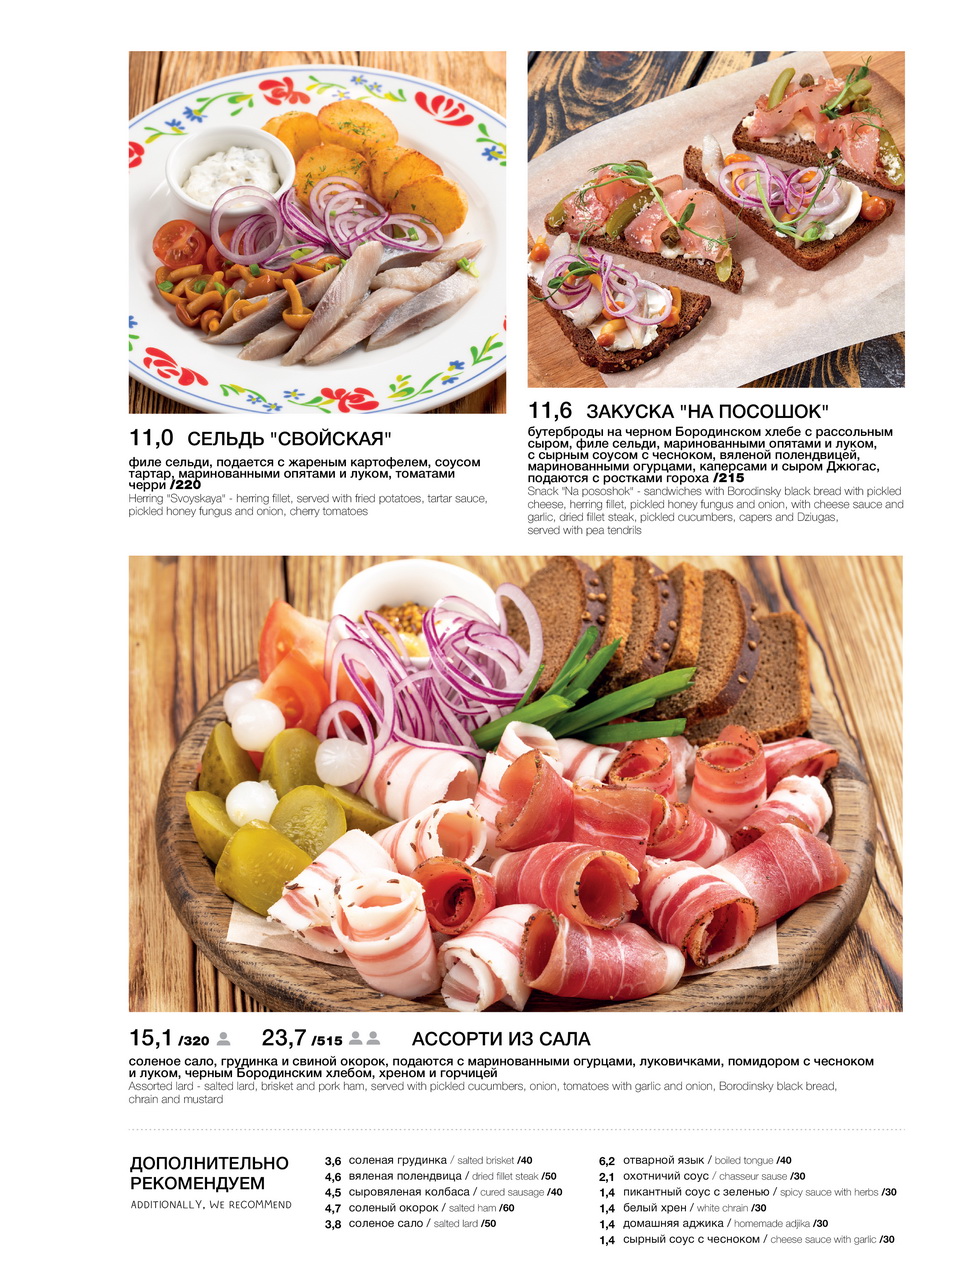 11,0 СЕЛЬДЬ "СВОЙСКАЯ"
филе сельди, подается с жареным картофелем, соусом
тартар, маринованными опятами и луком, томатами
черри /220
Herring "Svoyskaya" - herring fillet, served with fried potatoes, tartar sauce,
pickled honey fungus and onion, cherry tomatoes
11,6 ЗАКУСКА "НА ПОСОШОК"
бутерброды на черном Бородинском хлебе с рассольным
сыром, филе сельди, маринованными опятами и луком,
с сырным соусом с чесноком, вяленой полендвицей,
маринованными огурцами, каперсами и сыром Джюгас,
подаются с ростками гороха /215
Snack "Na pososhok" - sandwiches with Borodinsky black bread with pickled
cheese, herring fillet, pickled honey fungus and onion, with cheese sauce and
garlic, dried fillet steak, pickled cucumbers, capers and Dziugas,
served with pea tendrils
15,1 /320 23,7 /515 АССОРТИ ИЗ САЛА
соленое сало, грудинка и свиной окорок, подаются с маринованными огурцами, луковичками, помидором с чесноком
и луком, черным Бородинским хлебом, хреном и горчицей
Assorted lard - salted lard, brisket and pork ham, served with pickled cucumbers, onion, tomatoes with garlic and onion, Borodinsky black bread,
chrain and mustard
ДОПОЛНИТЕЛЬНО
РЕКОМЕНДУЕМ
ADDITIONALLY, WE RECOMMEND
3,6 соленая грудинка / salted brisket /40
4,6 вяленая полендвица / dried fillet steak /50
4,5 сыровяленая колбаса / cured sausage /40
4,7 соленый окорок / salted ham /60
3,8 соленое сало / salted lard /50
6,2 отварной язык / boiled tongue /40
2,1 охотничий соус / chasseur sause /30
1,4 пикантный соус с зеленью / spicy sauce with herbs /30
1,4 белый хрен / white chrain /30
1,4 домашняя аджика / homemade adjika /30
1,4 сырный соус с чесноком / cheese sauce with garlic /30